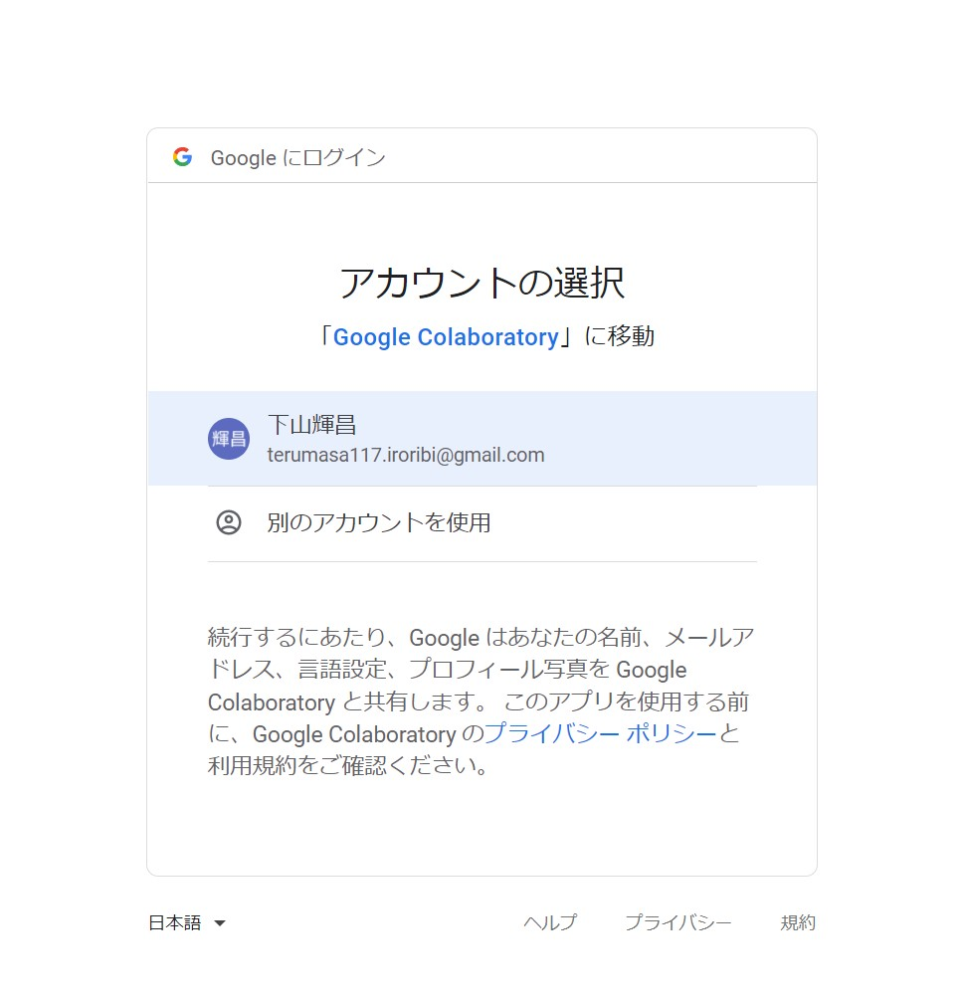 Google にログイン
アカウントの選択
「Google Colaboratory」に移動
輝昌
下山輝昌
terumasa117.iroribi@gmail.com
別のアカウントを使用
続行するにあたり、Google はあなたの名前、メールア
ドレス、言語設定、プロフィール写真を Google
Colaboratory と共有します。 このアプリを使用する前
に、Google Colaboratory のプライバシー ポリシーと
利用規約をご確認ください。
日本語 ヘルプ プライバシー 規約